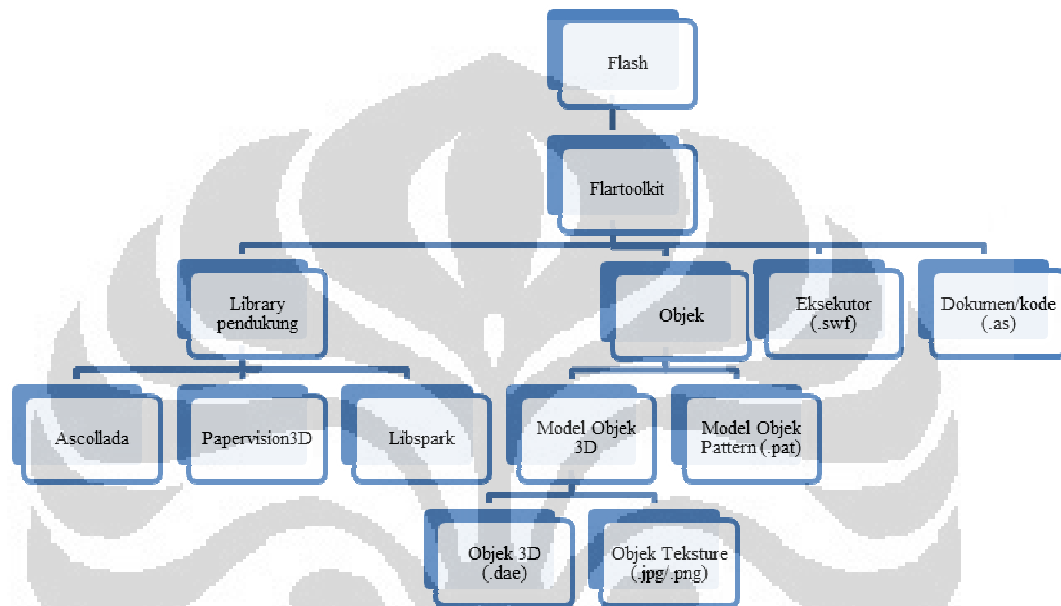 Flash
Flartoolkit
Library
pendukung
Objek
Eksekutor
(.swf)
Dokumen/kode
(.as)
Ascollada
Papervision3D
Libspark
Model Objek
3D
Model Objek
Pattern (.pat)
Objek 3D
(.dae)
Objek Teksture
(.jpg/.png)